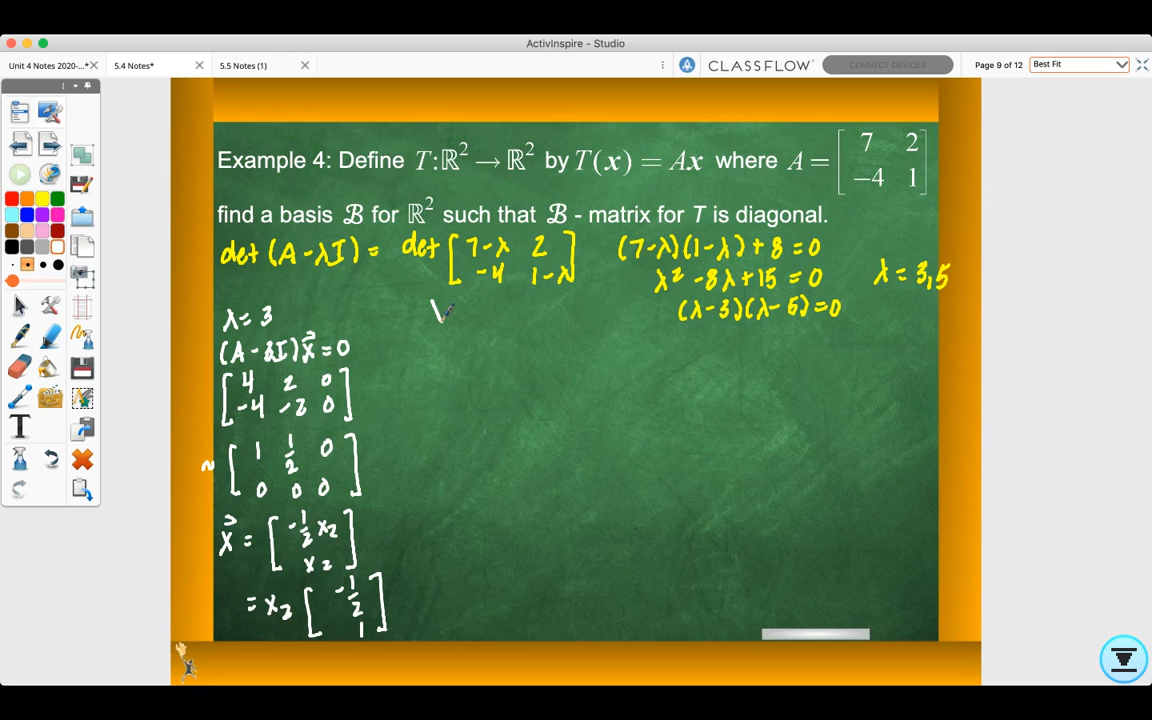 ActivInspire - Studio
Unit 4 Notes 2020-...*
5.4 Notes*
5.5 Notes (1)
CLASSFLOW
CONNECT DEVICES
Page 9 of 12
Best Fit
Example 4: Define T:ℝ² → ℝ² by T(x) = Ax where A = [7 2; -4 1]
find a basis ℬ for ℝ² such that ℬ - matrix for T is diagonal.
det (A - λI) = det [7-λ 2; -4 1-λ]
(7-λ)(1-λ) + 8 = 0
λ² - 8λ + 15 = 0
(λ-3)(λ-5) = 0
λ = 3, 5
λ = 3
(A - 3I)x⃗ = 0
[4 2 0; -4 -2 0]
~ [1 1/2 0; 0 0 0]
x⃗ = [-1/2 x₂; x₂]
= x₂ [-1/2; 1]
T